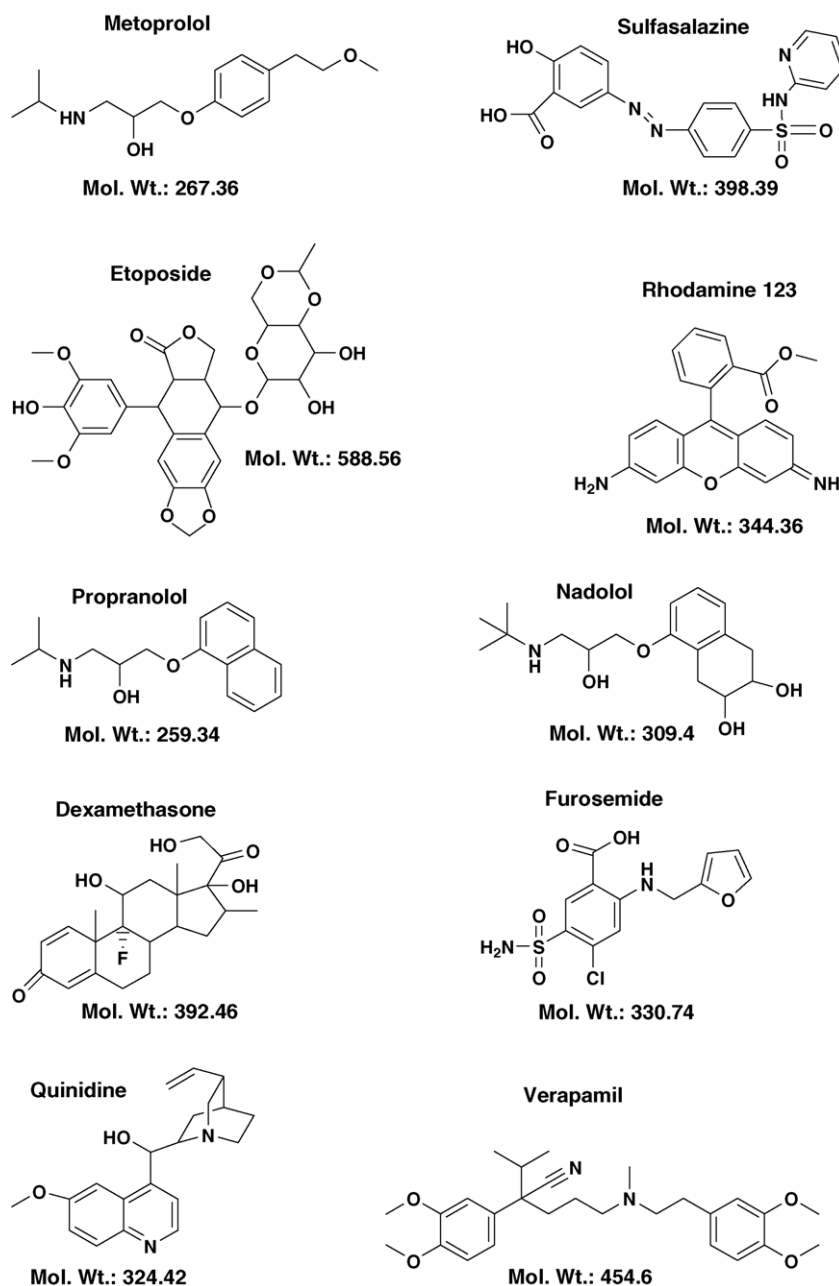 Metoprolol
O
HN
O
OH
Mol. Wt.: 267.36
Sulfasalazine
HO
N
HO
O
N
N
NH
S
O
O
Mol. Wt.: 398.39
Etoposide
O
O
O
O
O
O
OH
HO
O
O
OH
O
O
O
Mol. Wt.: 588.56
Rhodamine 123
O
O
H2N
O
NH
Mol. Wt.: 344.36
Propranolol
N
H
O
OH
Mol. Wt.: 259.34
Nadolol
N
H
O
OH
OH
OH
Mol. Wt.: 309.4
Dexamethasone
HO
O
HO
OH
F
O
Mol. Wt.: 392.46
Furosemide
O
OH
H
N
O
O
H2N
S
O
Cl
Mol. Wt.: 330.74
Quinidine
HO
N
O
N
Mol. Wt.: 324.42
Verapamil
N
O
N
O
O
O
Mol. Wt.: 454.6